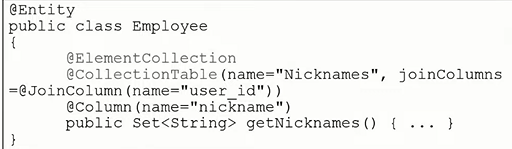 @Entity
public class Employee
{
@ElementCollection
@CollectionTable(name="Nicknames", joinColumns
=@JoinColumn(name="user_id"))
@Column(name="nickname")
public Set<String> getNicknames() { ... }
}